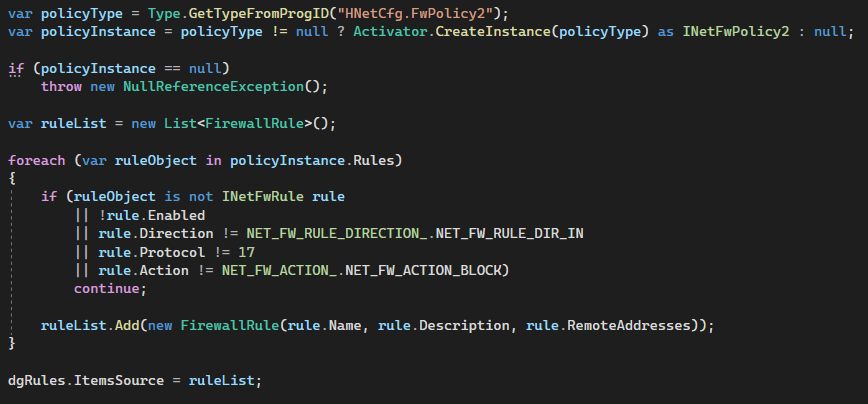 var policyType = Type.GetTypeFromProgID("HNetCfg.FwPolicy2");
var policyInstance = policyType != null ? Activator.CreateInstance(policyType) as INetFwPolicy2 : null;

if (policyInstance == null)
    throw new NullReferenceException();

var ruleList = new List<FirewallRule>();

foreach (var ruleObject in policyInstance.Rules)
{
    if (ruleObject is not INetFwRule rule
        || !rule.Enabled
        || rule.Direction != NET_FW_RULE_DIRECTION_.NET_FW_RULE_DIR_IN
        || rule.Protocol != 17
        || rule.Action != NET_FW_ACTION_.NET_FW_ACTION_BLOCK)
        continue;

    ruleList.Add(new FirewallRule(rule.Name, rule.Description, rule.RemoteAddresses));
}

dgRules.ItemsSource = ruleList;